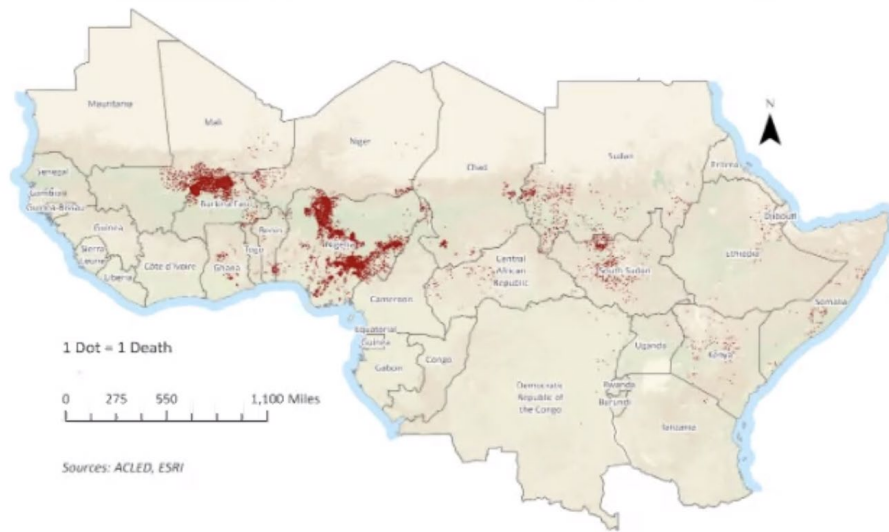 N
Mauritania
Mali
Niger
Chad
Sudan
Eritrea
Senegal
Gambia
Guinea-Bissau
Burkina Faso
Djibouti
Guinea
Benin
Nigeria
Sierra
Leone
Togo
Ghana
Côte d'Ivoire
Liberia
Ethiopia
Central
African
Republic
South Sudan
Cameroon
Somalia
Equatorial
Guinea
Uganda
Kenya
Gabon
Congo
Democratic
Republic of
the Congo
Rwanda
Burundi
Tanzania
1 Dot = 1 Death
0 275 550 1,100 Miles
Sources: ACLED, ESRI